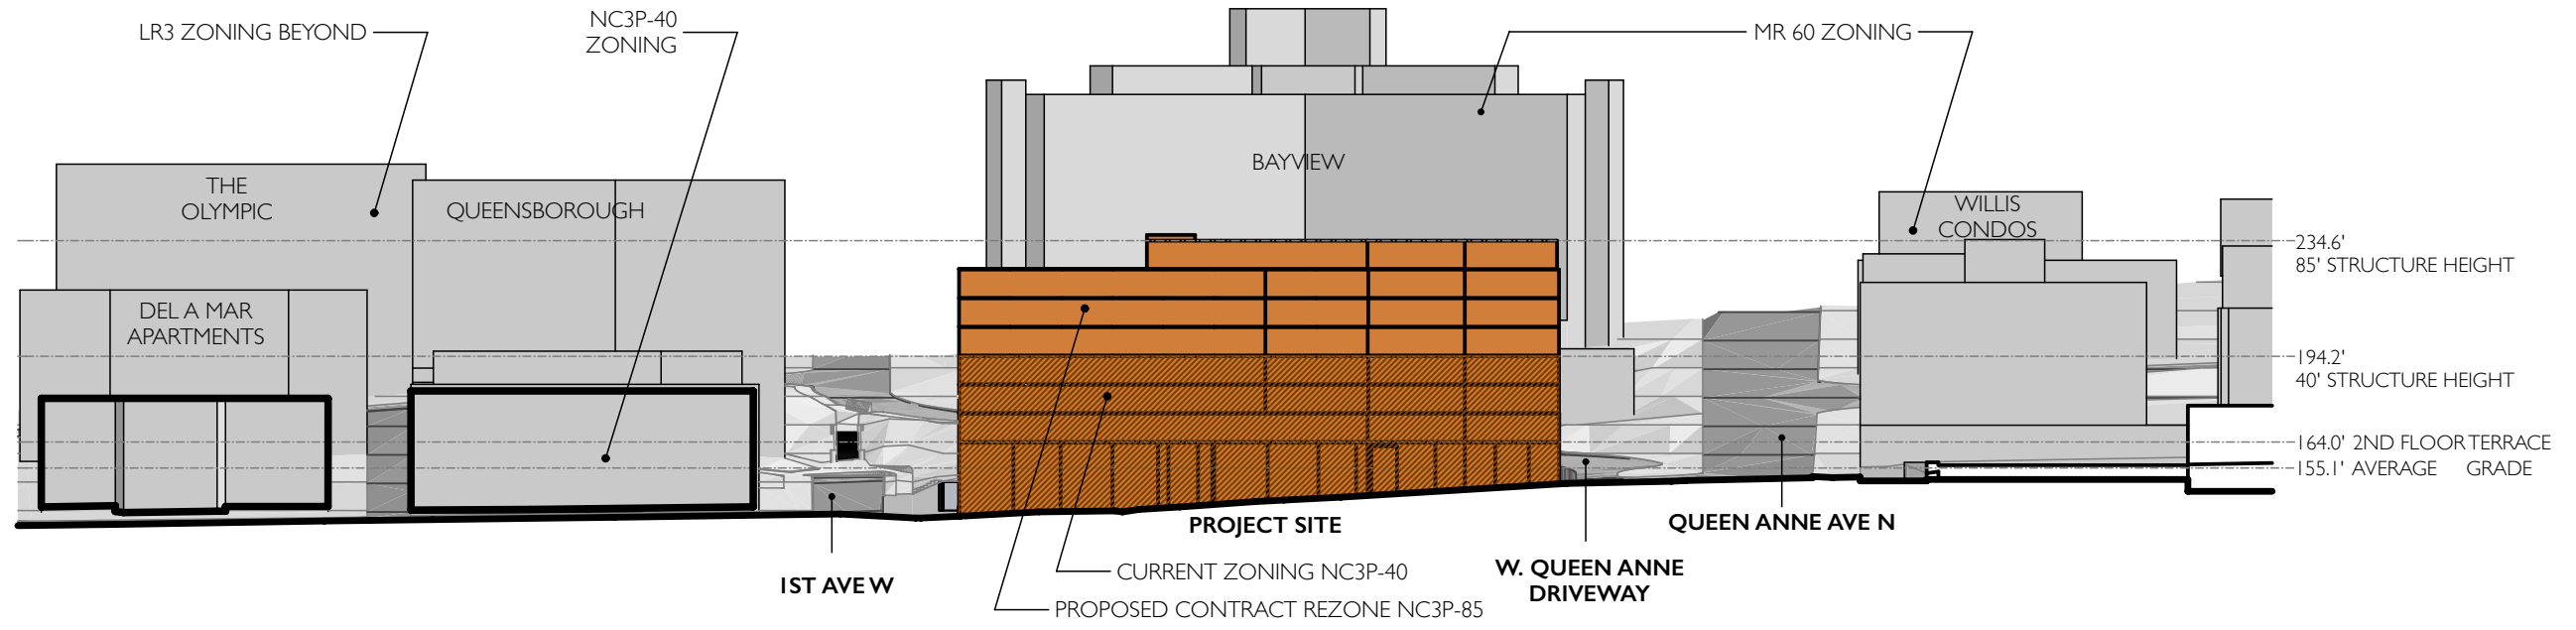 LR3 ZONING BEYOND
NC3P-40
ZONING
MR 60 ZONING
THE
OLYMPIC
QUEENSBOROUGH
BAYVIEW
WILLIS
CONDOS
DEL A MAR
APARTMENTS
234.6'
85' STRUCTURE HEIGHT
194.2'
40' STRUCTURE HEIGHT
164.0' 2ND FLOOR TERRACE
155.1' AVERAGE GRADE
PROJECT SITE
QUEEN ANNE AVE N
1ST AVE W
W. QUEEN ANNE
DRIVEWAY
CURRENT ZONING NC3P-40
PROPOSED CONTRACT REZONE NC3P-85